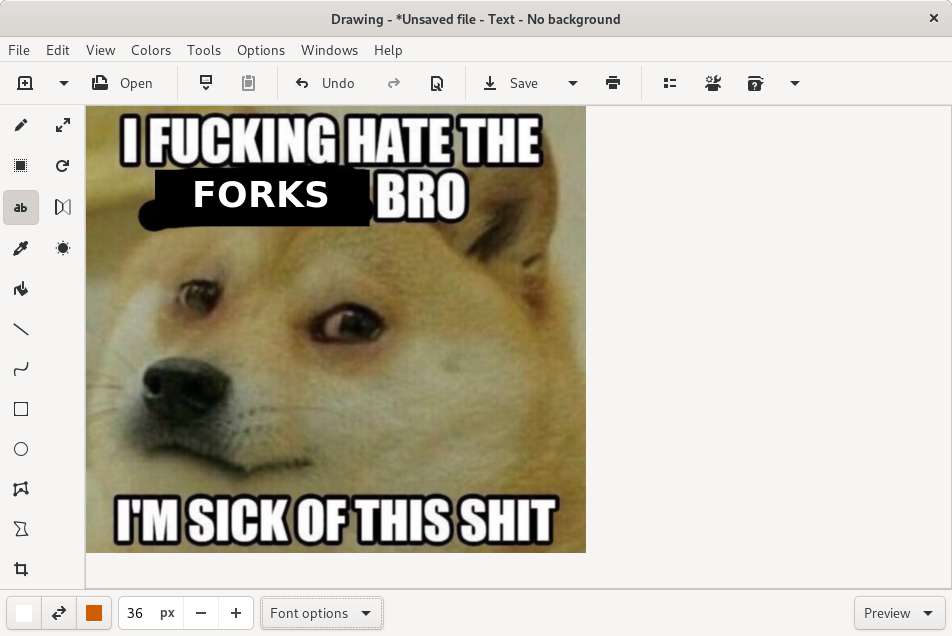 Drawing - *Unsaved file - Text - No background
File Edit View Colors Tools Options Windows Help
Open Undo Save
I FUCKING HATE THE
FORKS BRO
ab
I'M SICK OF THIS SHIT
36 px Font options Preview